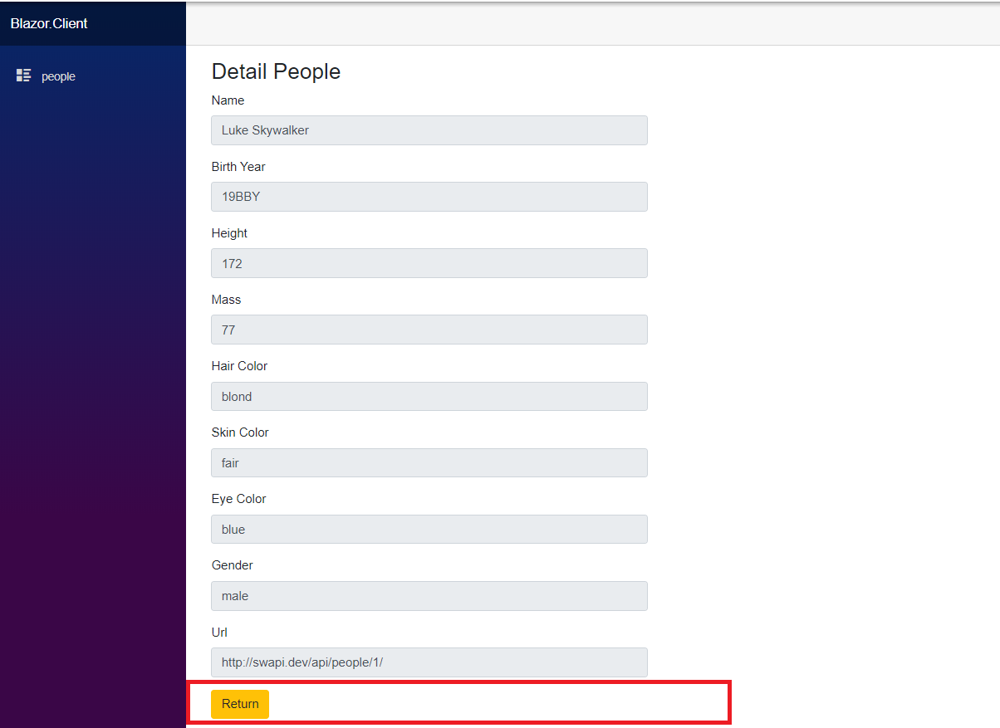 Blazor.Client
people
Detail People
Name
Luke Skywalker
Birth Year
19BBY
Height
172
Mass
77
Hair Color
blond
Skin Color
fair
Eye Color
blue
Gender
male
Url
http://swapi.dev/api/people/1/
Return